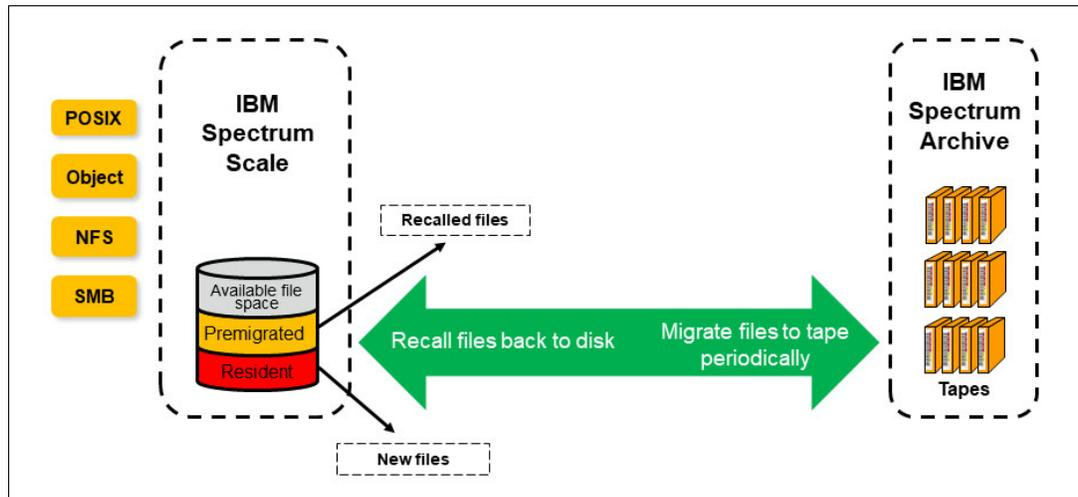 POSIX
Object
NFS
SMB
IBM
Spectrum
Scale
Available file
space
Premigrated
Resident
Recalled files
New files
Recall files back to disk
Migrate files to tape
periodically
IBM
Spectrum
Archive
Tapes